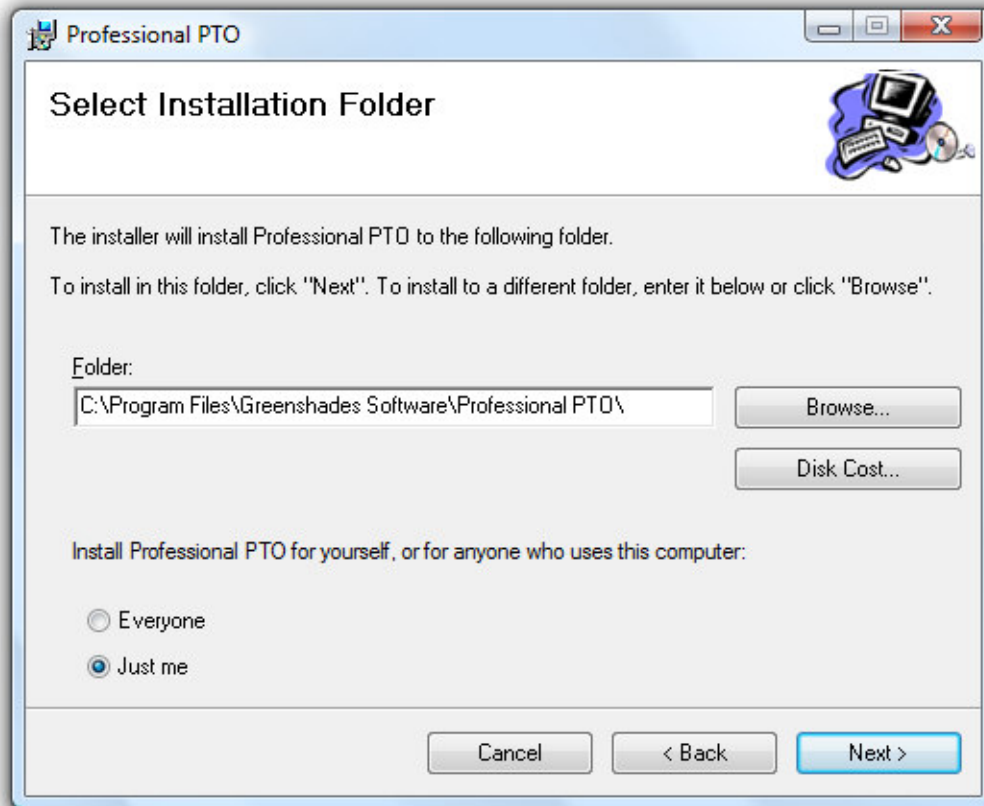 Professional PTO
Select Installation Folder
The installer will install Professional PTO to the following folder.
To install in this folder, click "Next". To install to a different folder, enter it below or click "Browse".
Folder:
C:\Program Files\Greenshades Software\Professional PTO\
Browse...
Disk Cost...
Install Professional PTO for yourself, or for anyone who uses this computer:
Everyone
Just me
Cancel
< Back
Next >